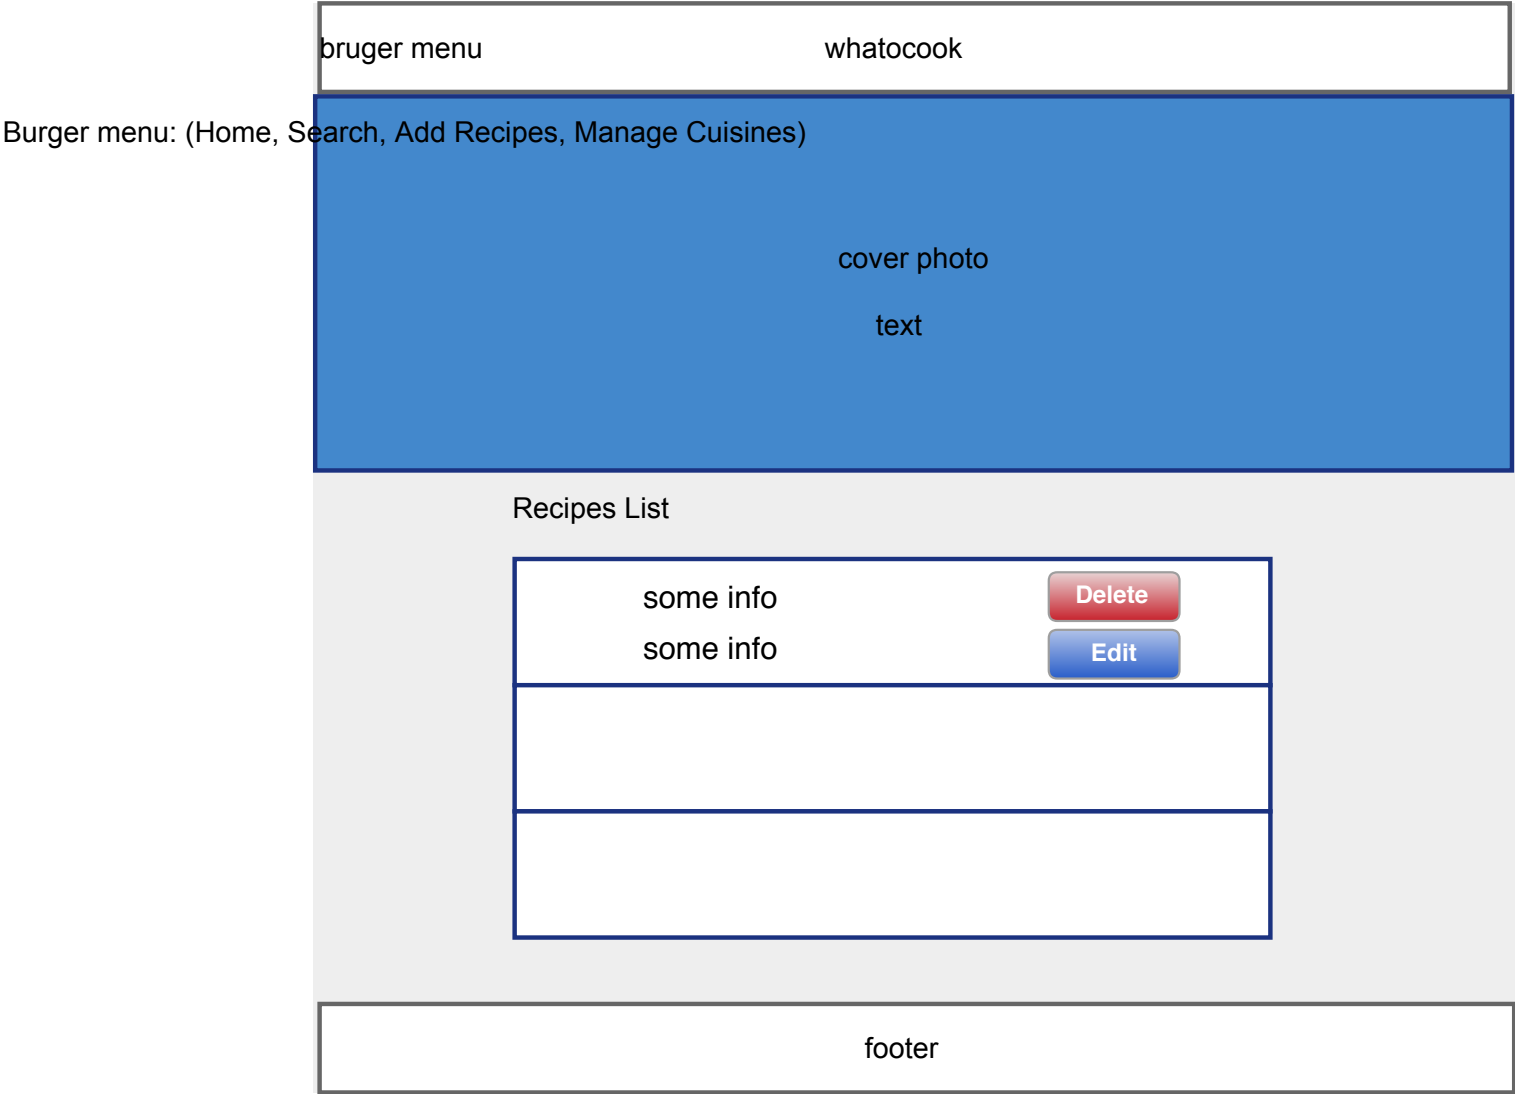 bruger menu
whatocook
Burger menu: (Home, Search, Add Recipes, Manage Cuisines)
cover photo
text
Recipes List
some info
Delete
some info
Edit
footer